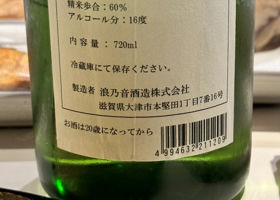 精米歩合：60%
アルコール分：16度
内容量：720ml
冷蔵庫にて保存ください。
製造者 浪乃音酒造株式会社
滋賀県大津市本堅田1丁目7番16号
お酒は20歳になってから
4994632211209